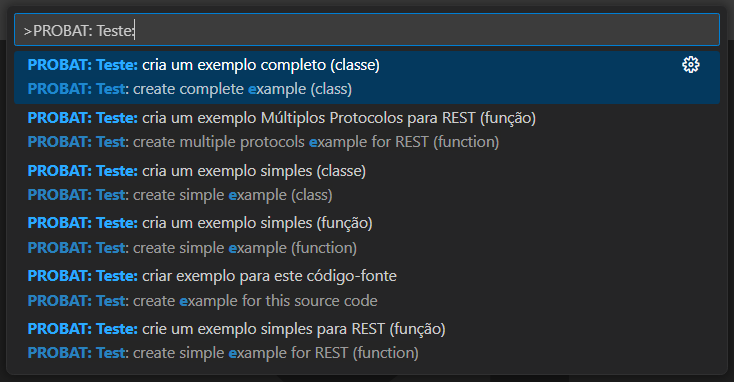 >PROBAT: Teste:
PROBAT: Teste: cria um exemplo completo (classe)
PROBAT: Test: create complete example (class)
PROBAT: Teste: cria um exemplo Múltiplos Protocolos para REST (função)
PROBAT: Test: create multiple protocols example for REST (function)
PROBAT: Teste: cria um exemplo simples (classe)
PROBAT: Test: create simple example (class)
PROBAT: Teste: cria um exemplo simples (função)
PROBAT: Test: create simple example (function)
PROBAT: Teste: criar exemplo para este código-fonte
PROBAT: Test: create example for this source code
PROBAT: Teste: crie um exemplo simples para REST (função)
PROBAT: Test: create simple example for REST (function)